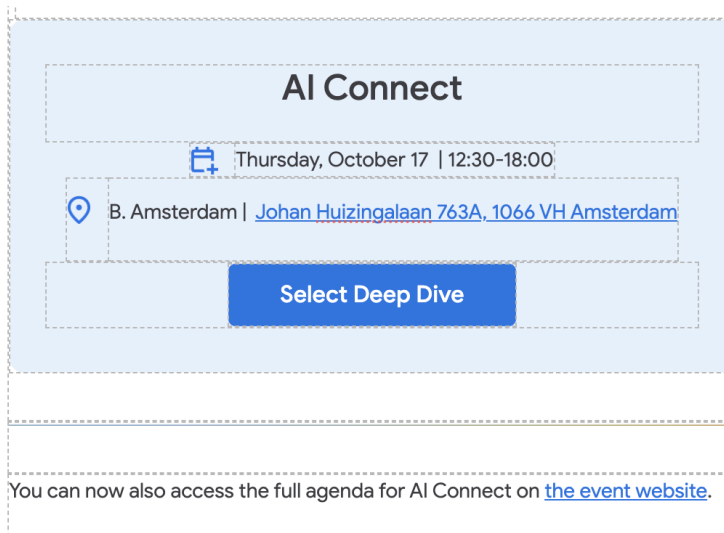 AI Connect
Thursday, October 17 | 12:30-18:00
B. Amsterdam | Johan Huizingalaan 763A, 1066 VH Amsterdam
Select Deep Dive
You can now also access the full agenda for AI Connect on the event website.